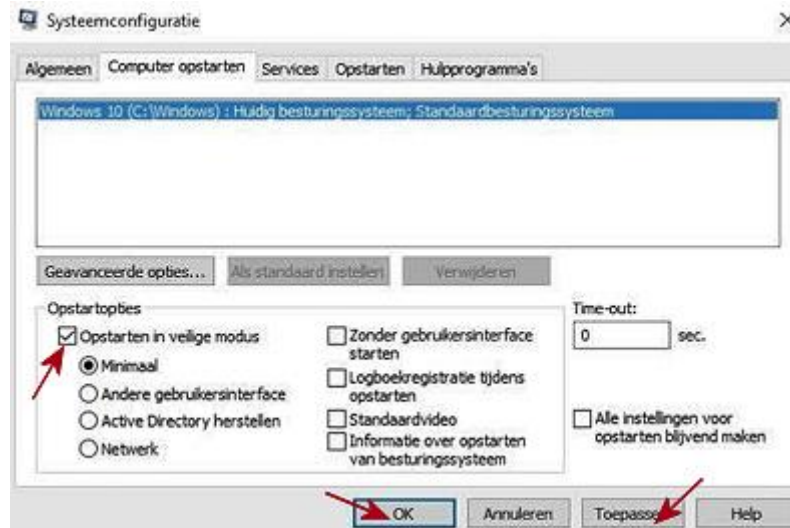 Systeemconfiguratie
Algemeen Computer opstarten Services Opstarten Hulpprogramma's
Windows 10 (C:\Windows) : Huidig besturingssysteem; Standaardbesturingssysteem
Geavanceerde opties... Als standaard instellen Verwijderen
Opstartopties
Time-out:
Opstarten in veilige modus
Zonder gebruikersinterface
starten
0 sec.
Minimaal
Logboekregistratie tijdens
opstarten
Andere gebruikersinterface
Active Directory herstellen
Standaardvideo
Alle instellingen voor
opstarten blijvend maken
Netwerk
Informatie over opstarten
van besturingssysteem
OK Annuleren Toepassen Help